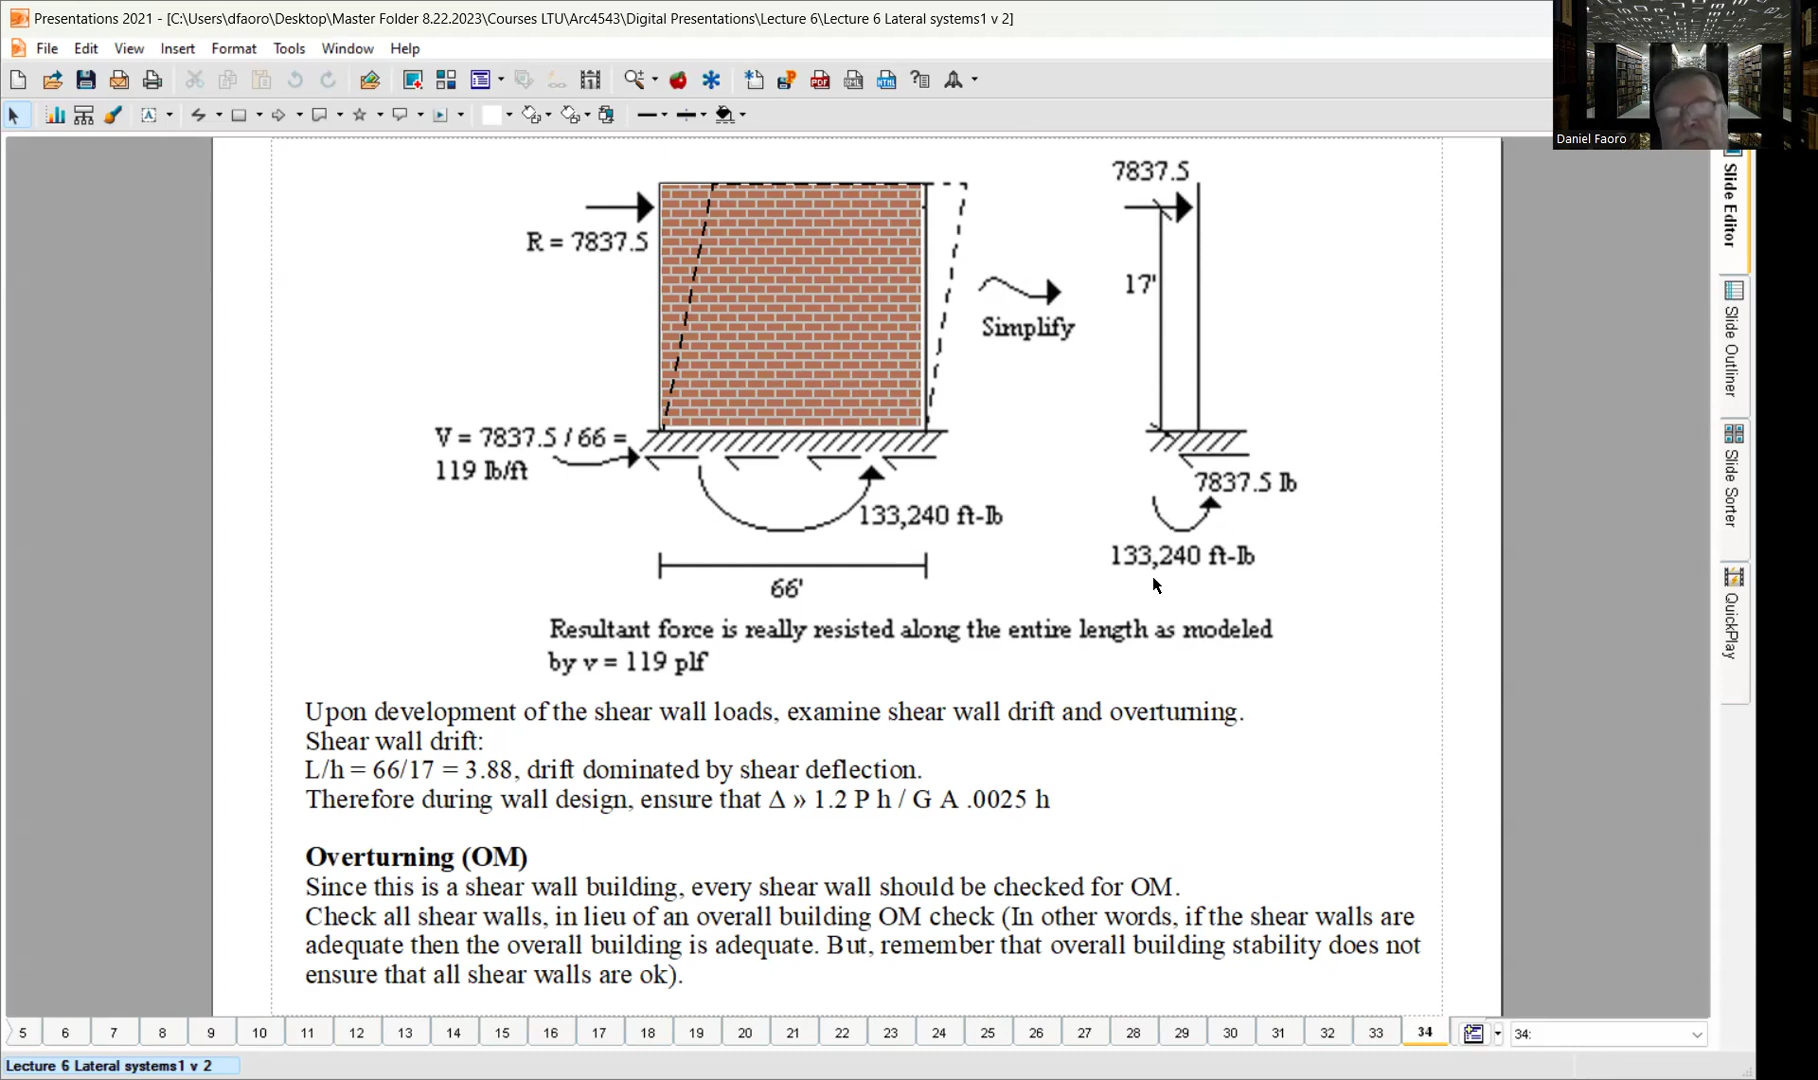 Presentations 2021 - [C:\Users\dfaoro\Desktop\Master Folder 8.22.2023\Courses LTU\Arc4543\Digital Presentations\Lecture 6\Lecture 6 Lateral systems1 v 2]
File Edit View Insert Format Tools Window Help
Daniel Faoro
Slide Editor
Slide Outliner
Slide Sorter
QuickPlay
R = 7837.5
7837.5
17'
Simplify
V = 7837.5 / 66 =
119 lb/ft
7837.5 lb
133,240 ft-lb
133,240 ft-lb
66'
Resultant force is really resisted along the entire length as modeled
by v = 119 plf
Upon development of the shear wall loads, examine shear wall drift and overturning.
Shear wall drift:
L/h = 66/17 = 3.88, drift dominated by shear deflection.
Therefore during wall design, ensure that Δ » 1.2 P h / G A .0025 h
Overturning (OM)
Since this is a shear wall building, every shear wall should be checked for OM.
Check all shear walls, in lieu of an overall building OM check (In other words, if the shear walls are
adequate then the overall building is adequate. But, remember that overall building stability does not
ensure that all shear walls are ok).
5 6 7 8 9 10 11 12 13 14 15 16 17 18 19 20 21 22 23 24 25 26 27 28 29 30 31 32 33 34 34:
Lecture 6 Lateral systems1 v 2